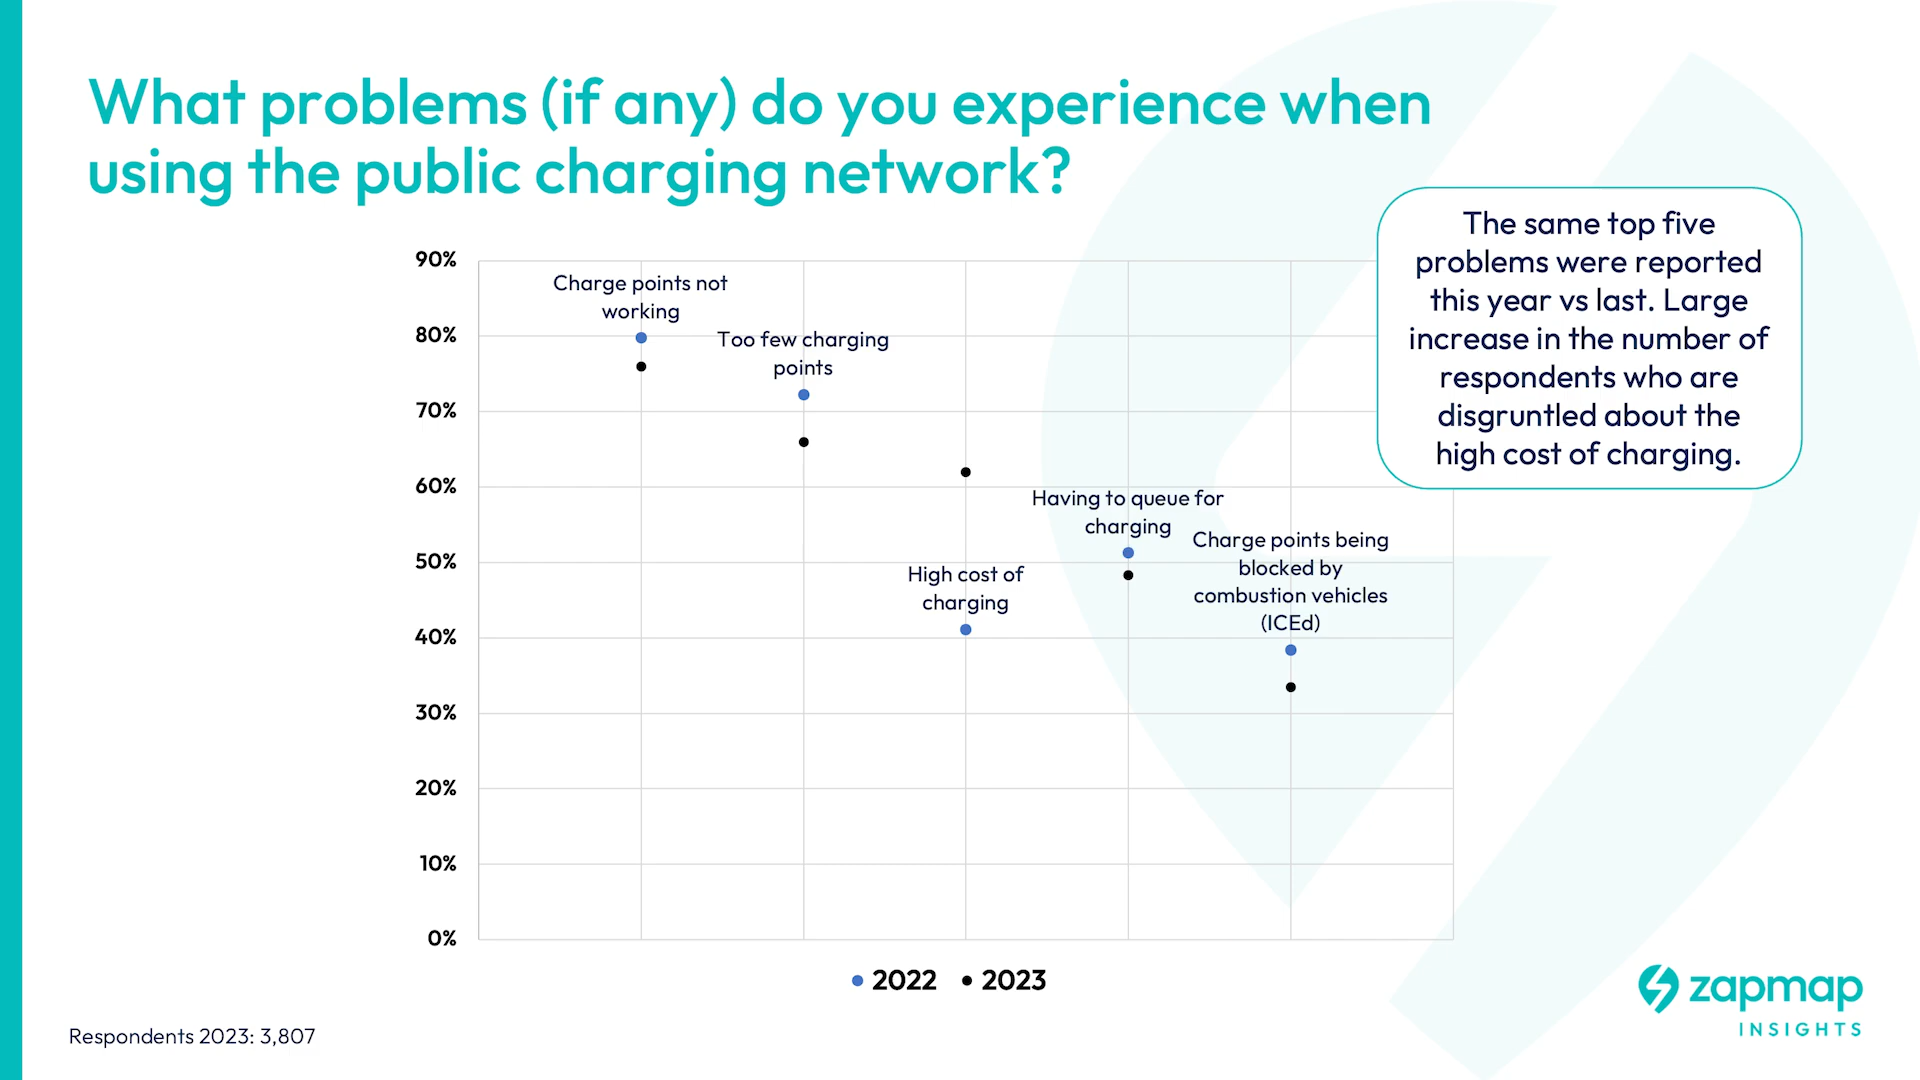 What problems (if any) do you experience when
using the public charging network?
The same top five
problems were reported
this year vs last. Large
increase in the number of
respondents who are
disgruntled about the
high cost of charging.
90%
80%
70%
60%
50%
40%
30%
20%
10%
0%
Charge points not
working
Too few charging
points
High cost of
charging
Having to queue for
charging
Charge points being
blocked by
combustion vehicles
(ICEd)
2022 2023
Respondents 2023: 3,807
zapmap
INSIGHTS